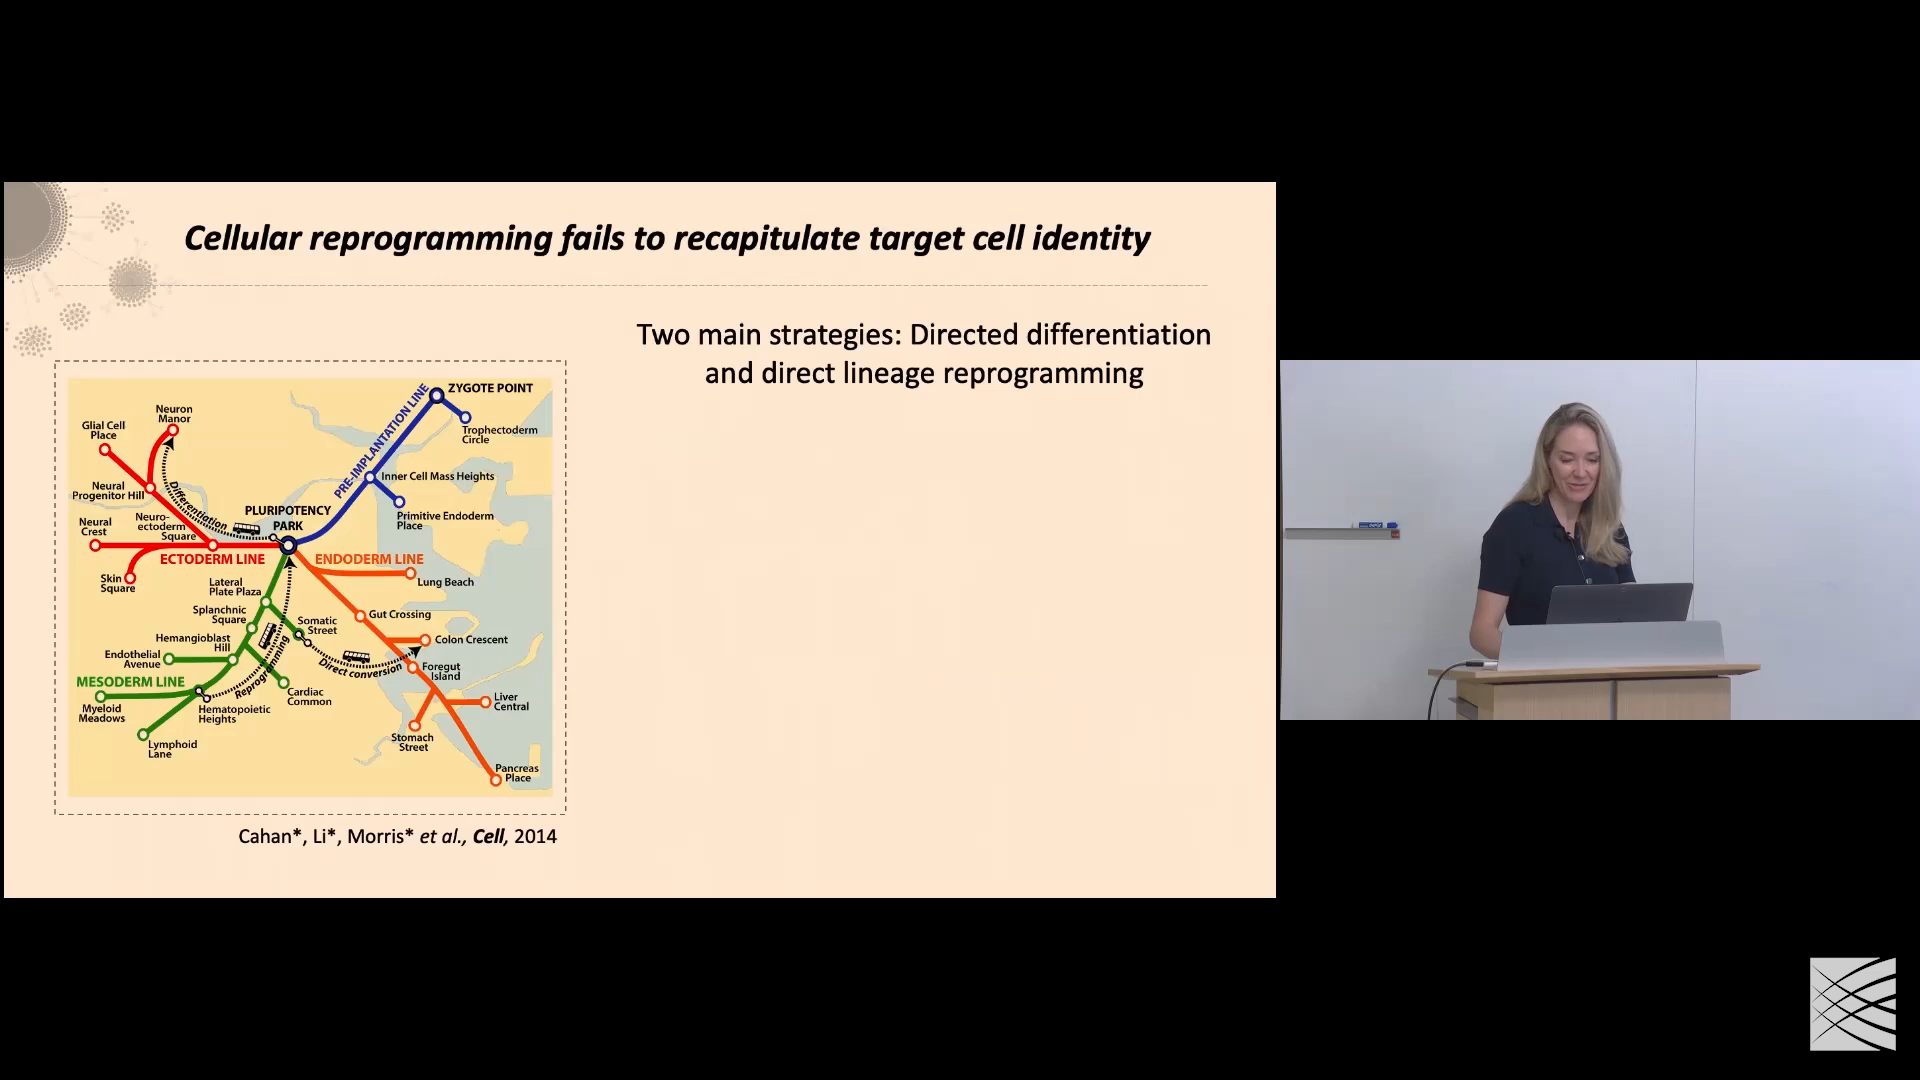 Cellular reprogramming fails to recapitulate target cell identity
Two main strategies: Directed differentiation
and direct lineage reprogramming
ZYGOTE POINT
Trophectoderm
Circle
PRE-IMPLANTATION LINE
Inner Cell Mass Heights
Primitive Endoderm
Place
PLURIPOTENCY
PARK
Neuron
Manor
Glial Cell
Place
Neural
Progenitor Hill
Differentiation
Neuro-
ectoderm
Square
Neural
Crest
ECTODERM LINE
Skin
Square
ENDODERM LINE
Lung Beach
Lateral
Plate Plaza
Splanchnic
Square
Somatic
Street
Gut Crossing
Hemangioblast
Hill
Colon Crescent
Endothelial
Avenue
Direct conversion
Foregut
Island
Reprogramming
MESODERM LINE
Cardiac
Common
Liver
Central
Myeloid
Meadows
Hematopoietic
Heights
Stomach
Street
Lymphoid
Lane
Pancreas
Place
Cahan*, Li*, Morris* et al., Cell, 2014